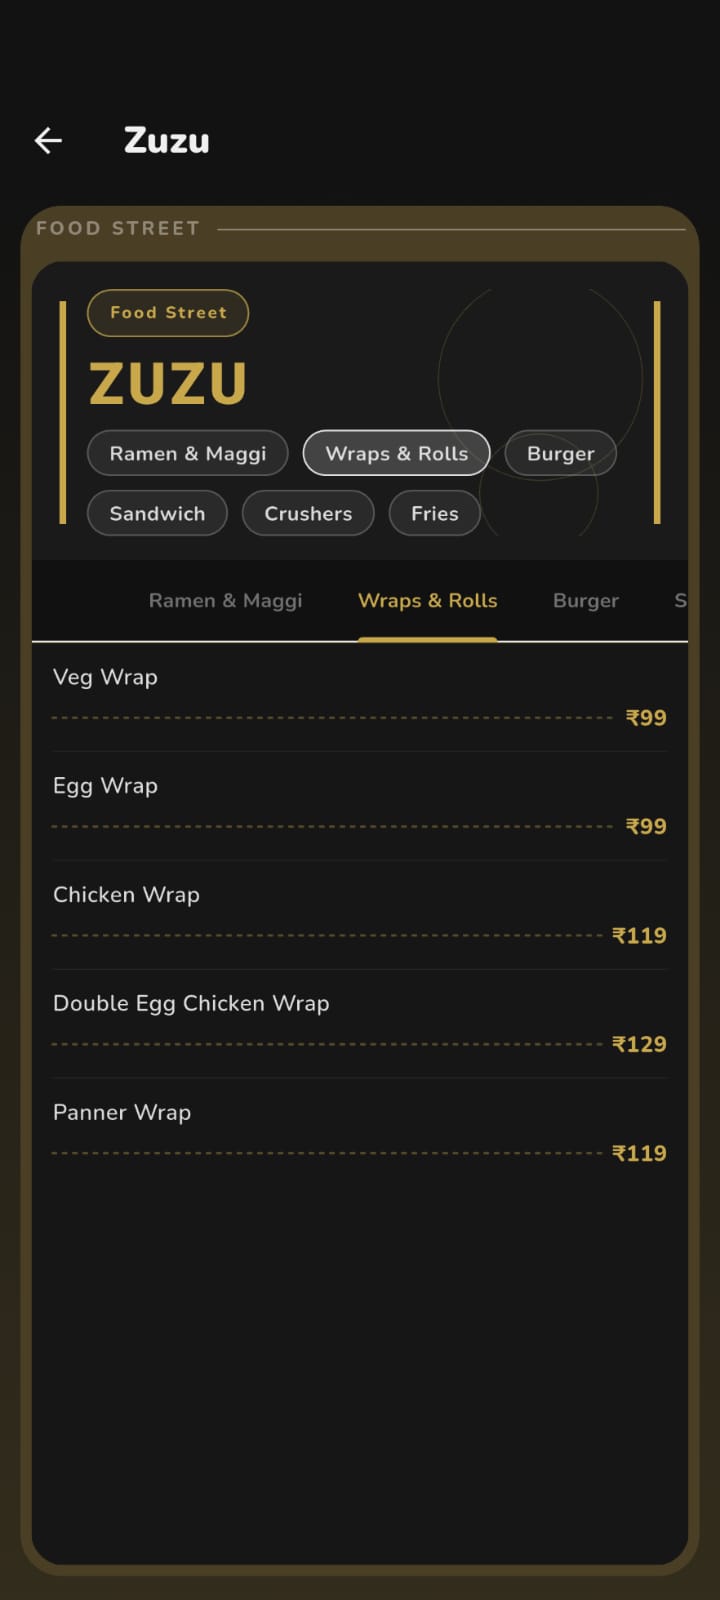 Zuzu
FOOD STREET
Food Street
ZUZU
Ramen & Maggi Wraps & Rolls Burger
Sandwich Crushers Fries
Ramen & Maggi Wraps & Rolls Burger S
Veg Wrap
₹99
Egg Wrap
₹99
Chicken Wrap
₹119
Double Egg Chicken Wrap
₹129
Panner Wrap
₹119